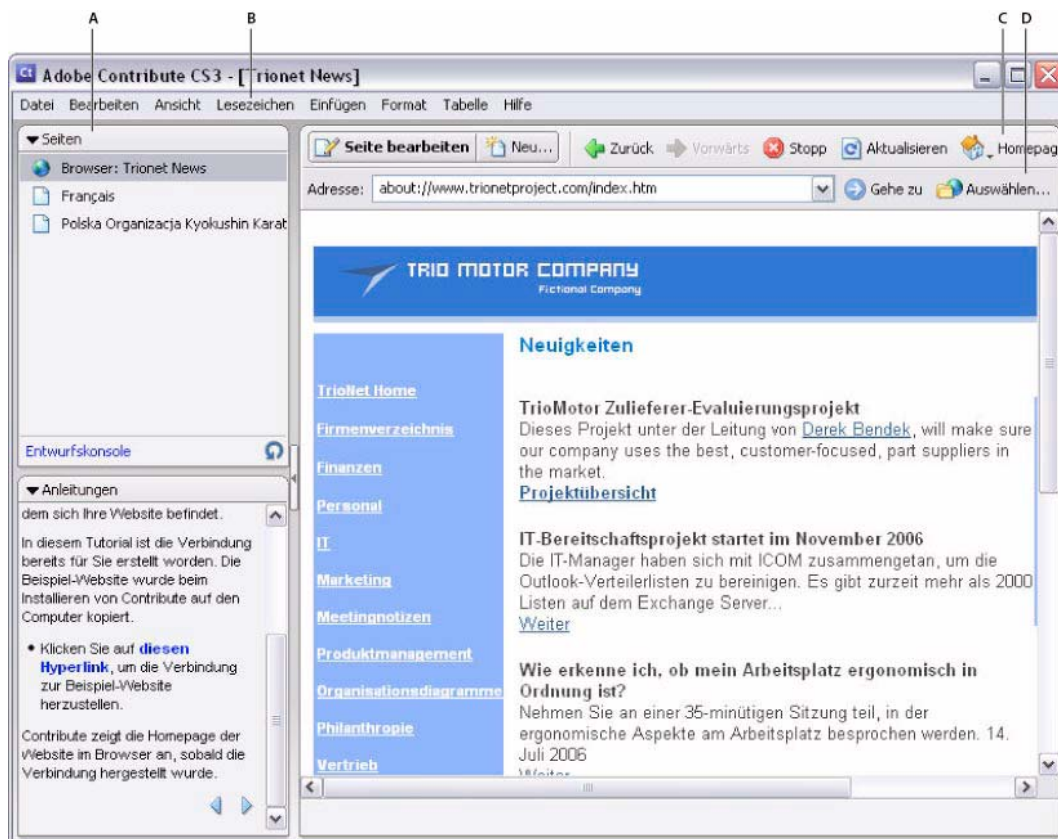 A B C D
Ct Adobe Contribute CS3 - [Trionet News]
Datei Bearbeiten Ansicht Lesezeichen Einfügen Format Tabelle Hilfe
Seiten
Browser: Trionet News
Français
Polska Organizacja Kyokushin Karat
Entwurfskonsole
Anleitungen
dem sich Ihre Website befindet.
In diesem Tutorial ist die Verbindung
bereits für Sie erstellt worden. Die
Beispiel-Website wurde beim
Installieren von Contribute auf den
Computer kopiert.
• Klicken Sie auf diesen
Hyperlink, um die Verbindung
zur Beispiel-Website
herzustellen.
Contribute zeigt die Homepage der
Website im Browser an, sobald die
Verbindung hergestellt wurde.
Seite bearbeiten Neu... Zurück Vorwärts Stopp Aktualisieren Homepag
Adresse: about://www.trionetproject.com/index.htm Gehe zu Auswählen...
TRIO MOTOR COMPANY
Fictional Company
TrioNet Home
Firmenverzeichnis
Finanzen
Personal
IT
Marketing
Meetingnotizen
Produktmanagement
Organisationsdiagramme
Philanthropie
Vertrieb
Neuigkeiten
TrioMotor Zulieferer-Evaluierungsprojekt
Dieses Projekt unter der Leitung von Derek Bendek, will make sure
our company uses the best, customer-focused, part suppliers in
the market.
Projektübersicht
IT-Bereitschaftsprojekt startet im November 2006
Die IT-Manager haben sich mit ICOM zusammengetan, um die
Outlook-Verteilerlisten zu bereinigen. Es gibt zurzeit mehr als 2000
Listen auf dem Exchange Server...
Weiter
Wie erkenne ich, ob mein Arbeitsplatz ergonomisch in
Ordnung ist?
Nehmen Sie an einer 35-minütigen Sitzung teil, in der
ergonomische Aspekte am Arbeitsplatz besprochen werden. 14.
Juli 2006
Weiter